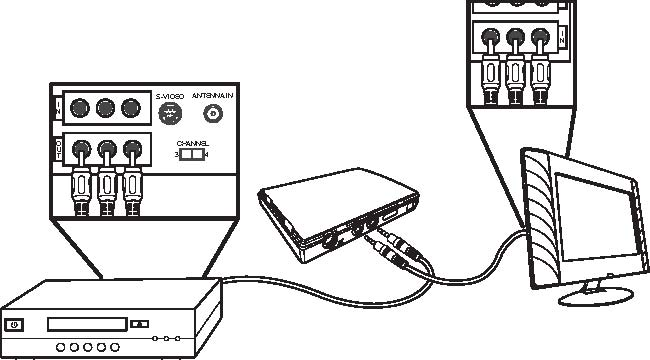 IN
S-VIDEO ANTENNA IN
IN
OUT
CHANNEL
3 4